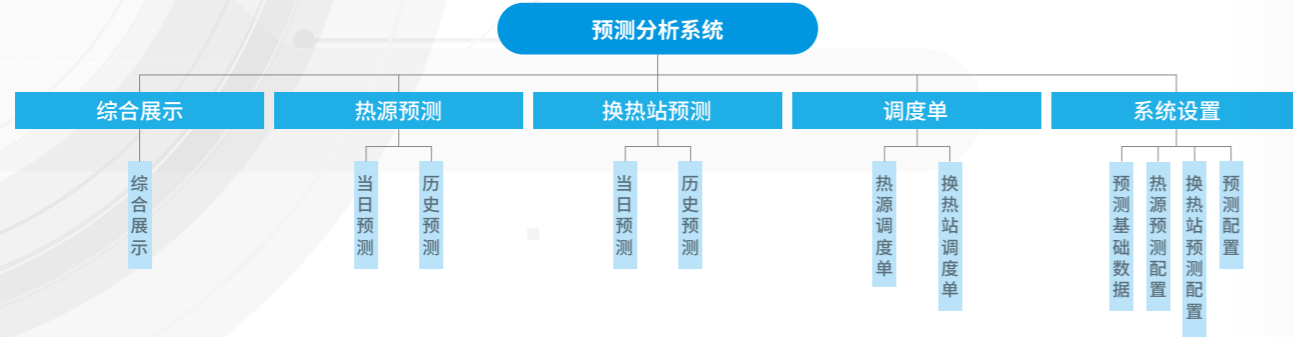 预测分析系统
综合展示
热源预测
换热站预测
调度单
系统设置
综合展示
当日预测
历史预测
当日预测
历史预测
热源调度单
换热站调度单
预测基础数据
热源预测配置
换热站预测配置
预测配置